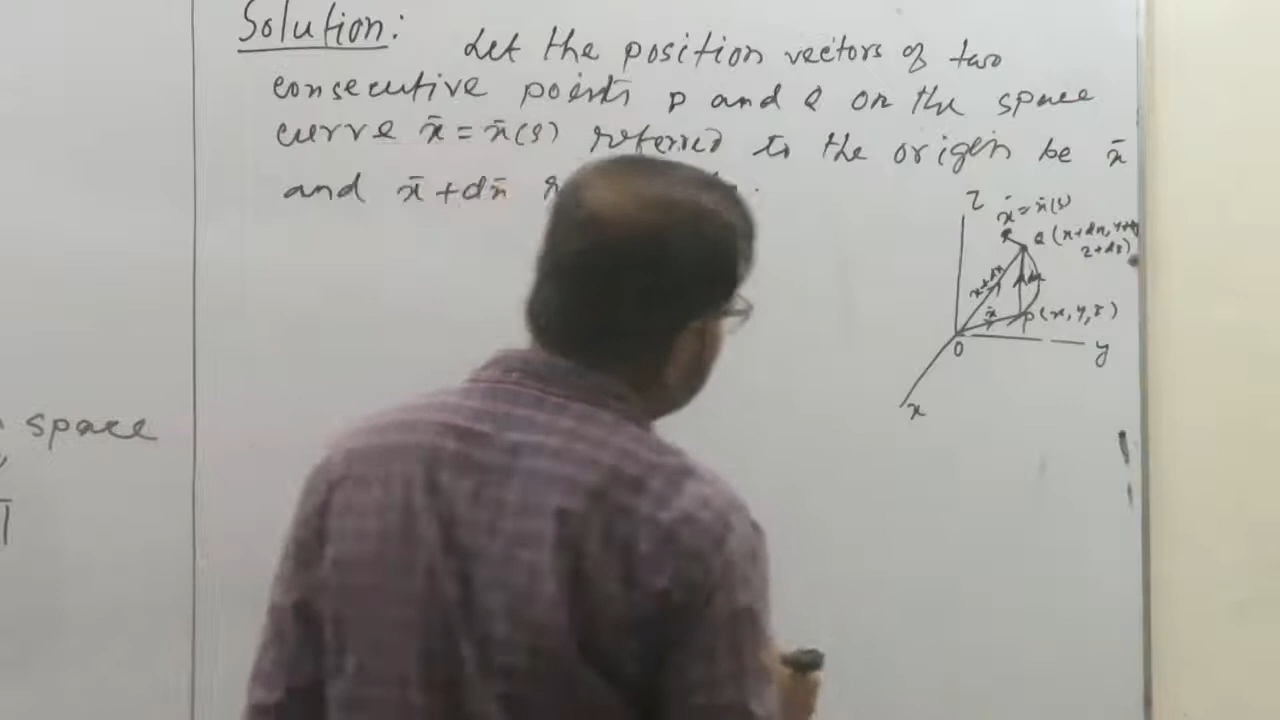 Solution:
Let the position vectors of two
consecutive points P and Q on the space
curve x̄ = x̄(s) referred to the origin be x̄
and x̄ + dx̄
Z
x̄ = x̄(s)
Q (x+dx,
z+dz)
x̄+dx̄
x̄
P(x, y, z)
O
y
x
space